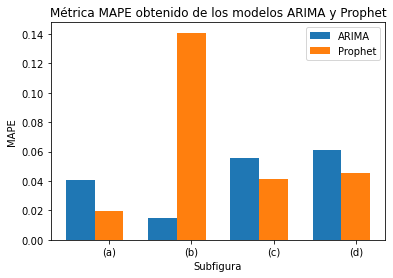 Métrica MAPE obtenido de los modelos ARIMA y Prophet
ARIMA
Prophet
MAPE
0.14
0.12
0.10
0.08
0.06
0.04
0.02
0.00
(a) (b) (c) (d)
Subfigura